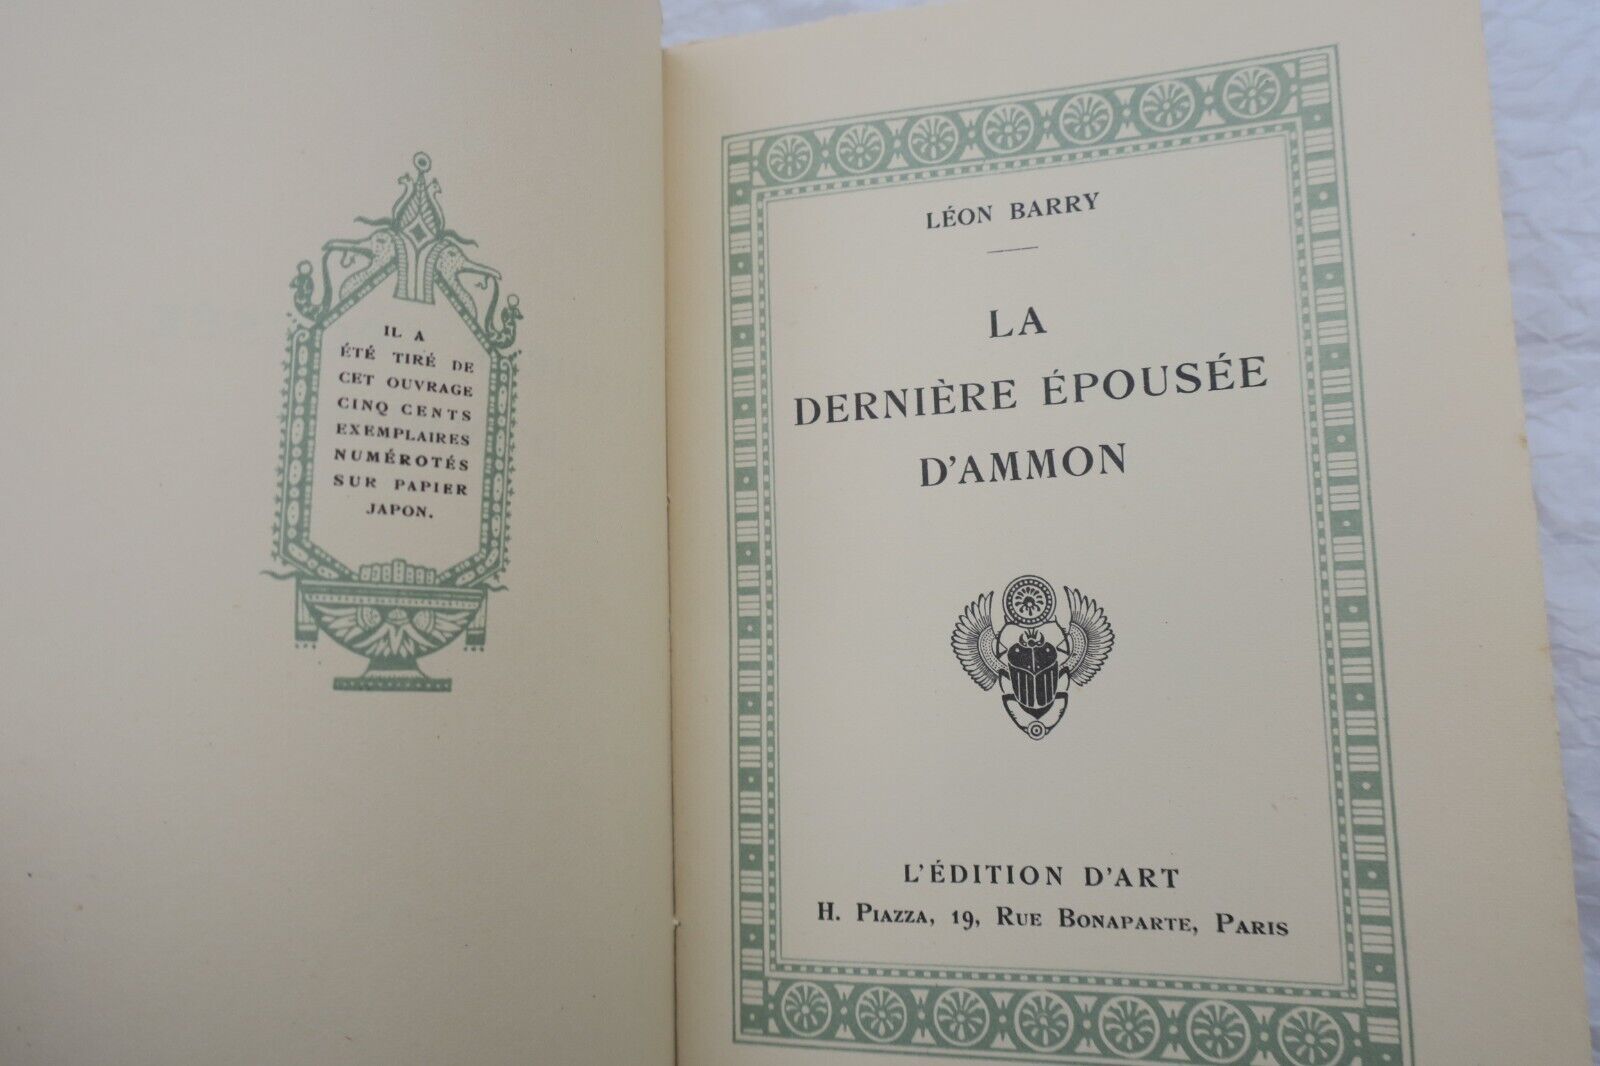 IL A
ÉTÉ TIRÉ DE
CET OUVRAGE
CINQ CENTS
EXEMPLAIRES
NUMÉROTÉS
SUR PAPIER
JAPON.
LÉON BARRY
LA
DERNIÈRE ÉPOUSÉE
D'AMMON
L'ÉDITION D'ART
H. PIAZZA, 19, RUE BONAPARTE, PARIS